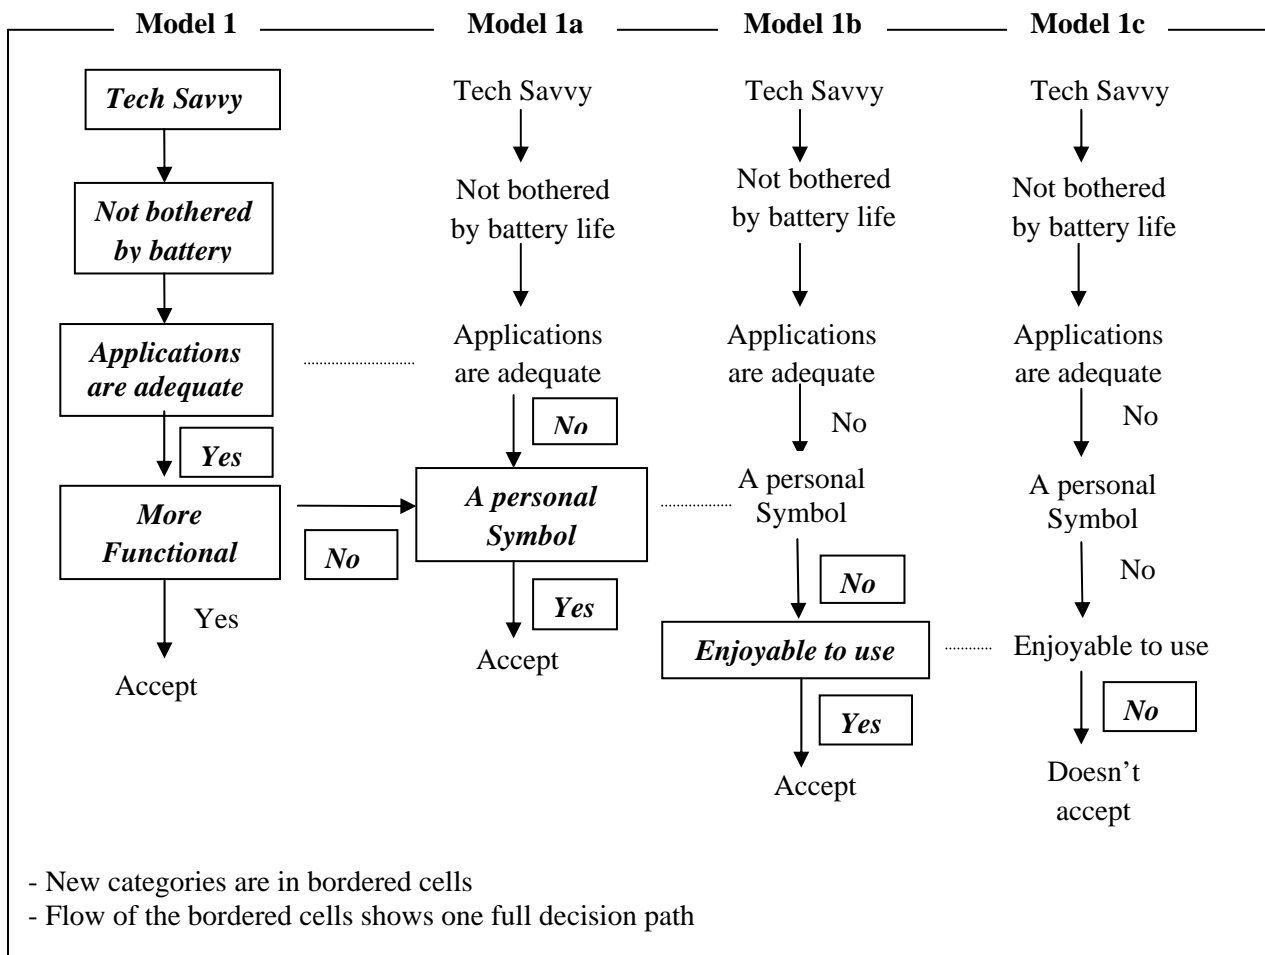 Model 1
Model 1a
Model 1b
Model 1c
Tech Savvy
Not bothered
by battery
Applications
are adequate
Yes
More
Functional
No
Yes
Accept
Tech Savvy
Not bothered
by battery life
Applications
are adequate
No
A personal
Symbol
Yes
Accept
Tech Savvy
Not bothered
by battery life
Applications
are adequate
No
A personal
Symbol
No
Enjoyable to use
Yes
Accept
Tech Savvy
Not bothered
by battery life
Applications
are adequate
No
A personal
Symbol
No
Enjoyable to use
No
Doesn't
accept
- New categories are in bordered cells
- Flow of the bordered cells shows one full decision path